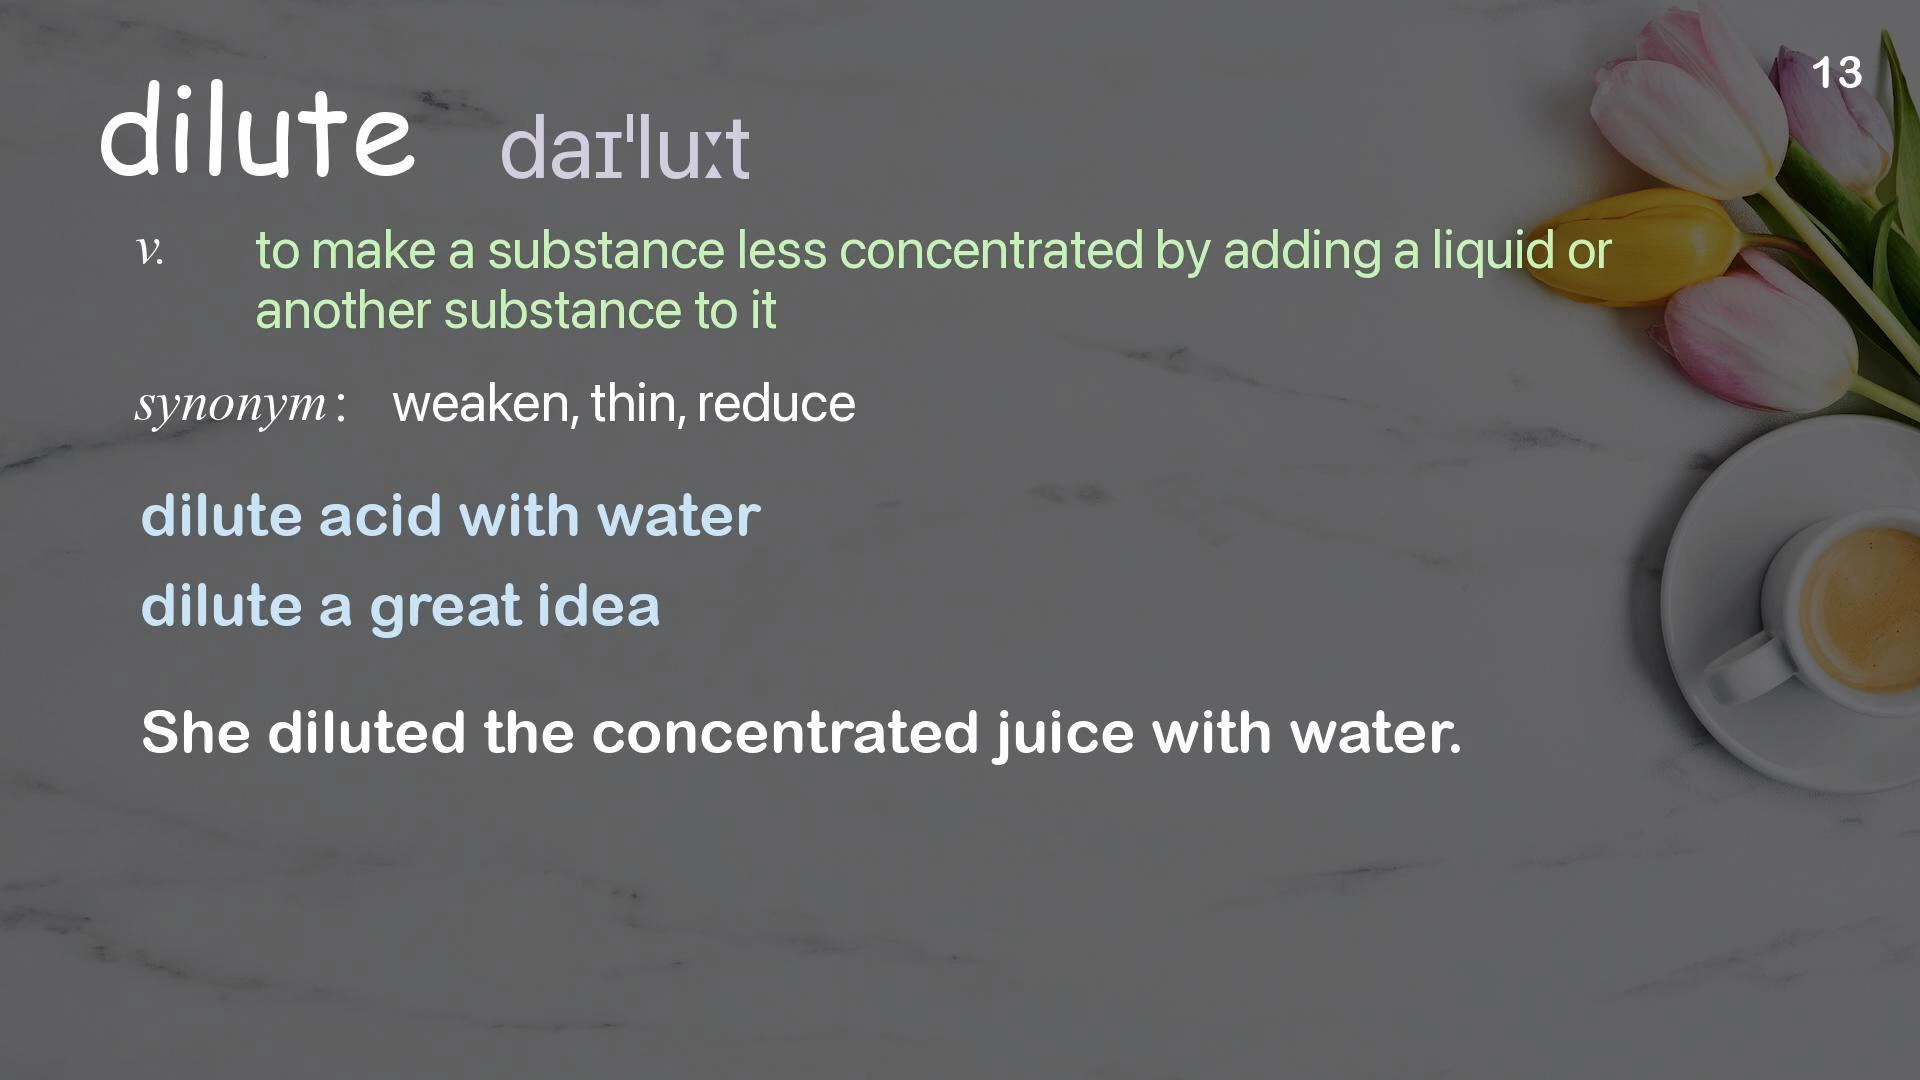 13
dilute daɪˈluːt
v. to make a substance less concentrated by adding a liquid or
another substance to it
synonym : weaken, thin, reduce
dilute acid with water
dilute a great idea
She diluted the concentrated juice with water.